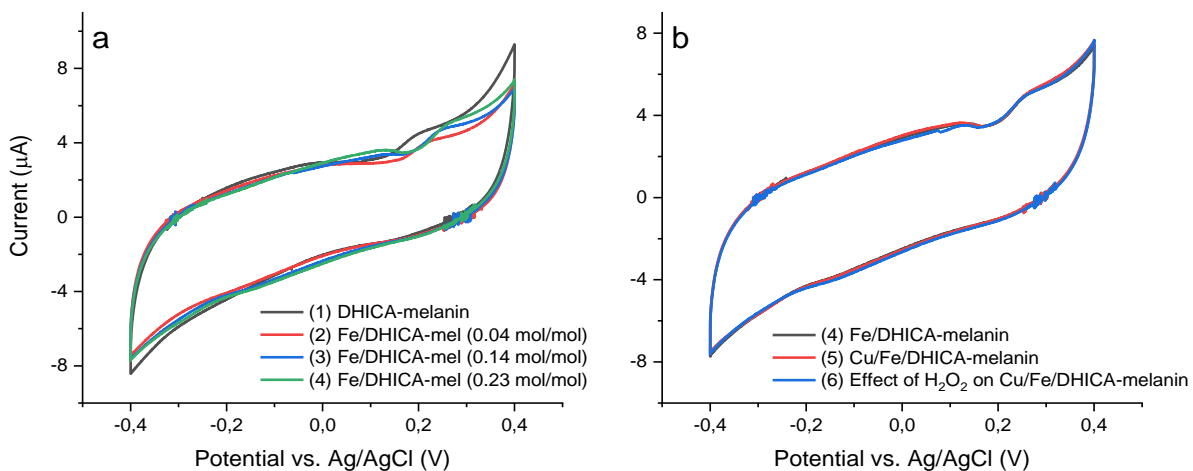 a
8
4
0
-4
-8
Current (μA)
(1) DHICA-melanin
(2) Fe/DHICA-mel (0.04 mol/mol)
(3) Fe/DHICA-mel (0.14 mol/mol)
(4) Fe/DHICA-mel (0.23 mol/mol)
-0,4 -0,2 0,0 0,2 0,4
Potential vs. Ag/AgCl (V)
b
8
4
0
-4
-8
(4) Fe/DHICA-melanin
(5) Cu/Fe/DHICA-melanin
(6) Effect of H₂O₂ on Cu/Fe/DHICA-melanin
-0,4 -0,2 0,0 0,2 0,4
Potential vs. Ag/AgCl (V)